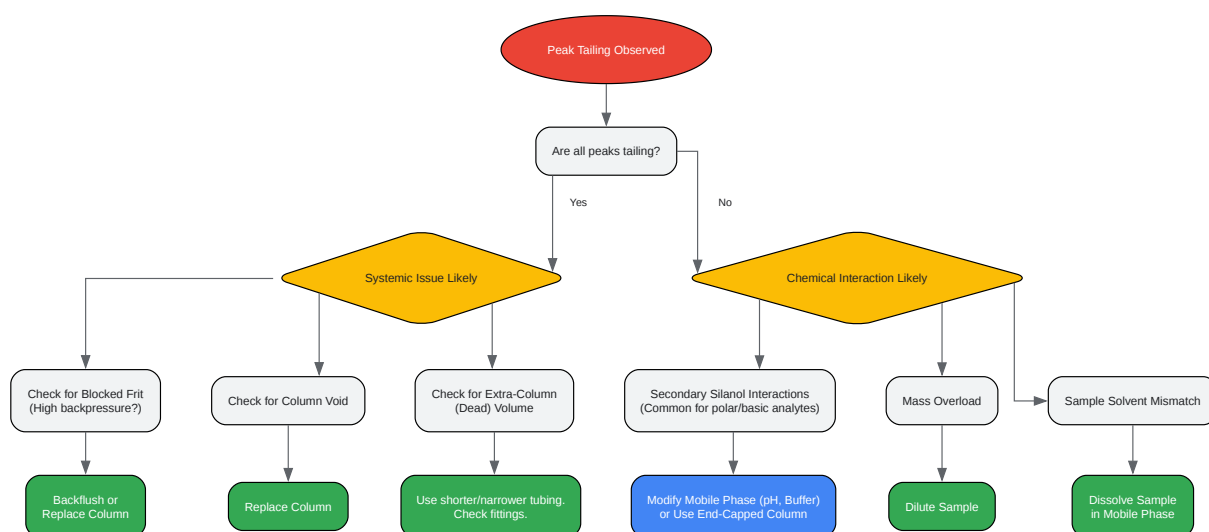 Peak Tailing Observed
Are all peaks tailing?
Yes
No
Systemic Issue Likely
Chemical Interaction Likely
Check for Blocked Frit
(High backpressure?)
Check for Column Void
Check for Extra-Column
(Dead) Volume
Secondary Silanol Interactions
(Common for polar/basic analytes)
Mass Overload
Sample Solvent Mismatch
Backflush or
Replace Column
Replace Column
Use shorter/narrower tubing.
Check fittings.
Modify Mobile Phase (pH, Buffer)
or Use End-Capped Column
Dilute Sample
Dissolve Sample
in Mobile Phase